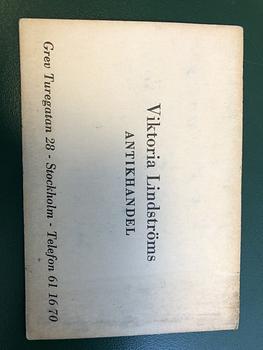 Viktoria Lindströms
ANTIKHANDEL
Grev Turegatan 28 - Stockholm - Telefon 61 16 70